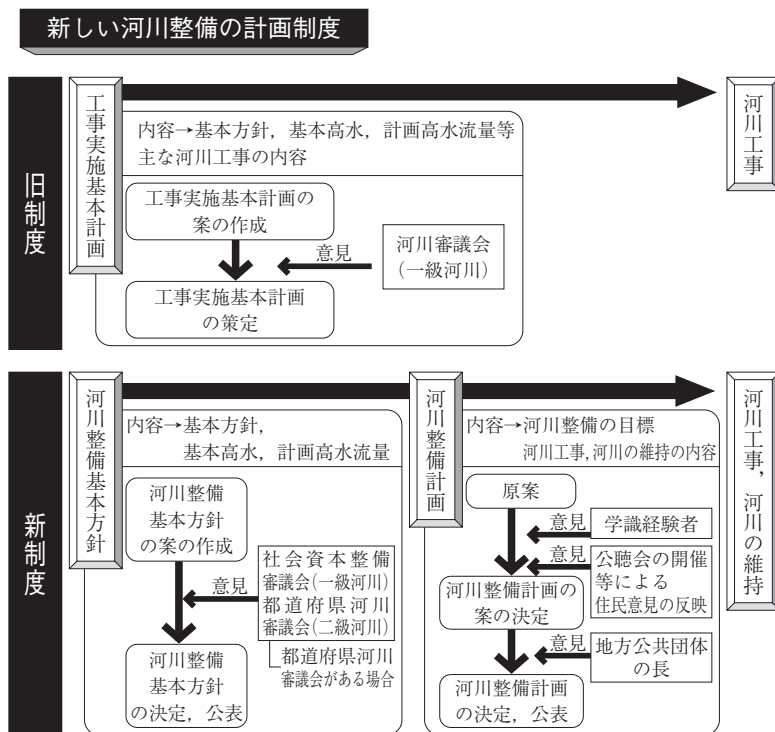 新しい河川整備の計画制度
旧制度
工事実施基本計画
内容→基本方針，基本高水，計画高水流量等
主な河川工事の内容
工事実施基本計画の
案の作成
意見
河川審議会
(一級河川)
工事実施基本計画
の策定
河川工事
新制度
河川整備基本方針
内容→基本方針，
基本高水，計画高水流量
河川整備
基本方針
の案の作成
意見
社会資本整備
審議会(一級河川)
都道府県河川
審議会(二級河川)
都道府県河川
審議会がある場合
河川整備
基本方針
の決定，公表
河川整備計画
内容→河川整備の目標
河川工事,河川の維持の内容
原案
意見
学識経験者
意見
公聴会の開催
等による
住民意見の反映
河川整備計画の
案の決定
意見
地方公共団体
の長
河川整備計画
の決定，公表
河川工事，河川の維持